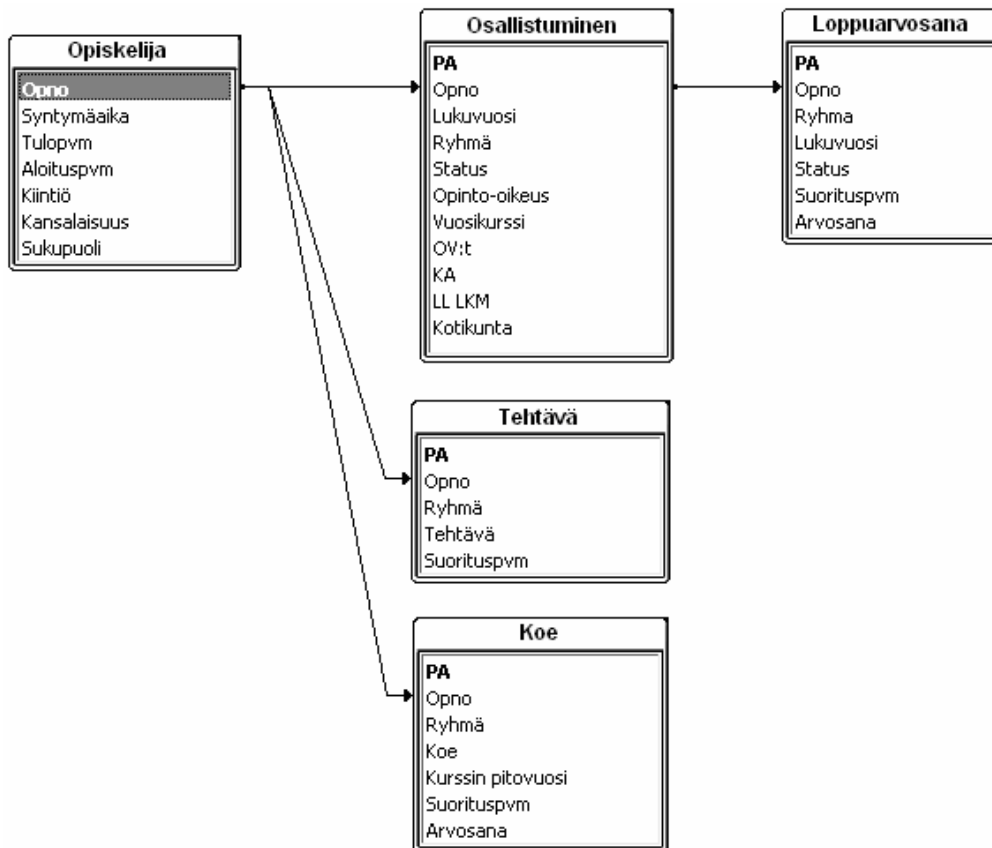 Opiskelija
Opno
Syntymäaika
Tulopvm
Aloituspvm
Kiintiö
Kansalaisuus
Sukupuoli
Osallistuminen
PA
Opno
Lukuvuosi
Ryhmä
Status
Opinto-oikeus
Vuosikurssi
OV:t
KA
LL LKM
Kotikunta
Loppuarvosana
PA
Opno
Ryhma
Lukuvuosi
Status
Suorituspvm
Arvosana
Tehtävä
PA
Opno
Ryhmä
Tehtävä
Suorituspvm
Koe
PA
Opno
Ryhmä
Koe
Kurssin pitovuosi
Suorituspvm
Arvosana